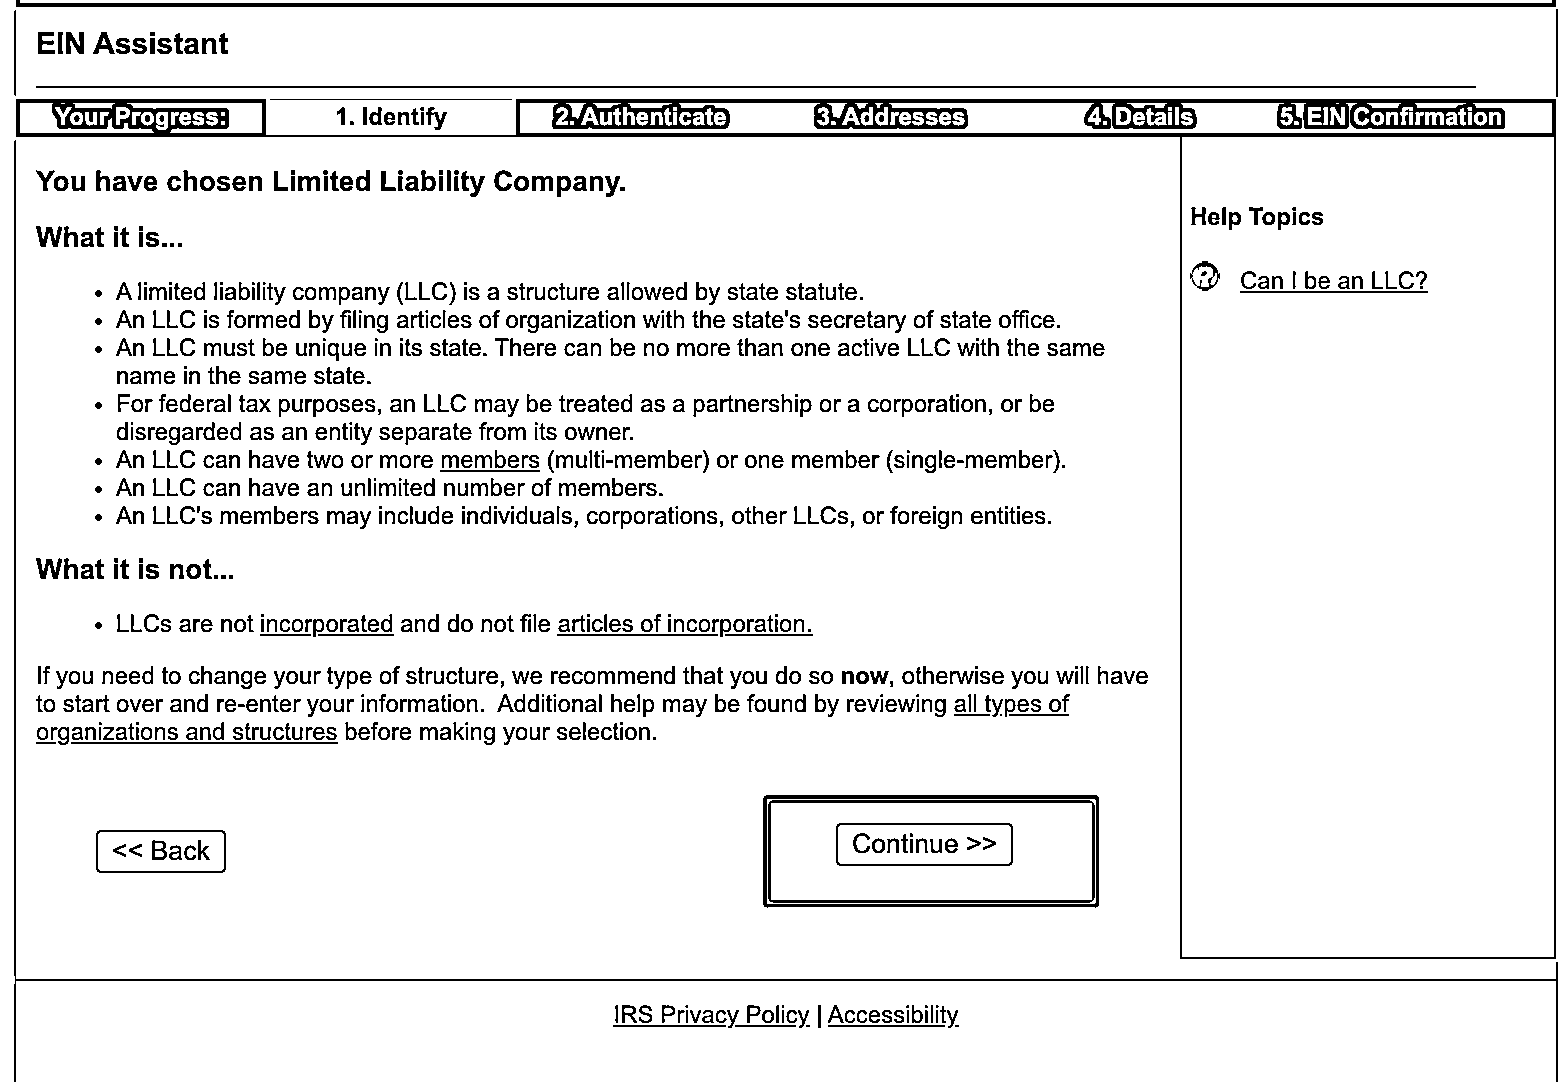 EIN Assistant
Your Progress: 1. Identify 2. Authenticate 3. Addresses 4. Details 5. EIN Confirmation
You have chosen Limited Liability Company.
What it is...
• A limited liability company (LLC) is a structure allowed by state statute.
• An LLC is formed by filing articles of organization with the state's secretary of state office.
• An LLC must be unique in its state. There can be no more than one active LLC with the same
name in the same state.
• For federal tax purposes, an LLC may be treated as a partnership or a corporation, or be
disregarded as an entity separate from its owner.
• An LLC can have two or more members (multi-member) or one member (single-member).
• An LLC can have an unlimited number of members.
• An LLC's members may include individuals, corporations, other LLCs, or foreign entities.
What it is not...
• LLCs are not incorporated and do not file articles of incorporation.
If you need to change your type of structure, we recommend that you do so now, otherwise you will have
to start over and re-enter your information.  Additional help may be found by reviewing all types of
organizations and structures before making your selection.
<< Back
Continue >>
Help Topics
? Can I be an LLC?
IRS Privacy Policy | Accessibility